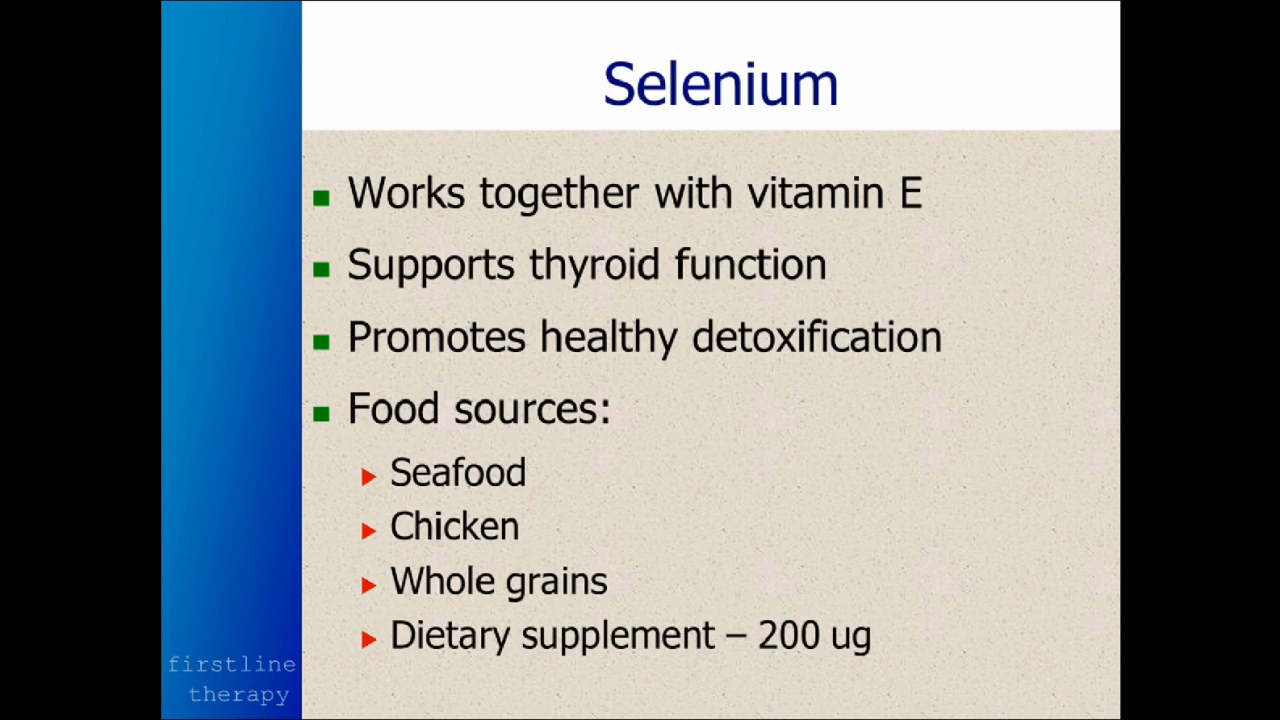 Selenium
Works together with vitamin E
Supports thyroid function
Promotes healthy detoxification
Food sources:
Seafood
Chicken
Whole grains
Dietary supplement – 200 ug
firstline
therapy